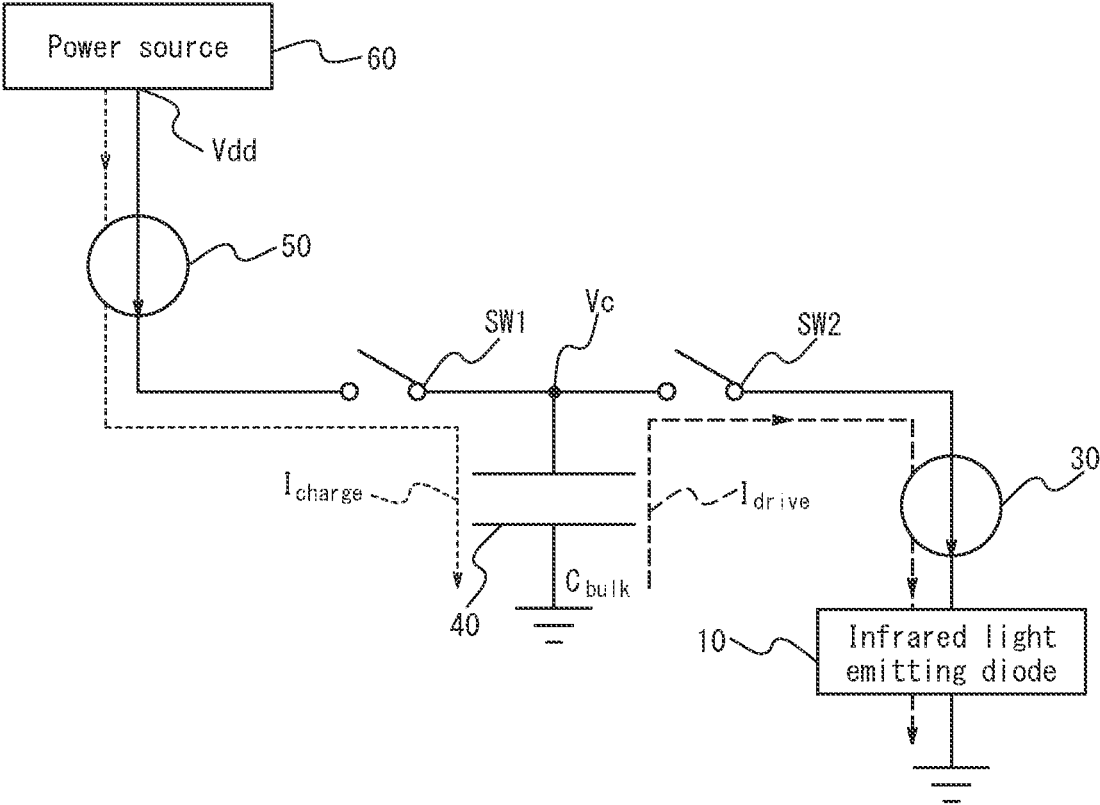 Power source
60
Vdd
50
Vc
SW1
SW2
30
Icharge
Idrive
Cbulk
40
10
Infrared light
emitting diode